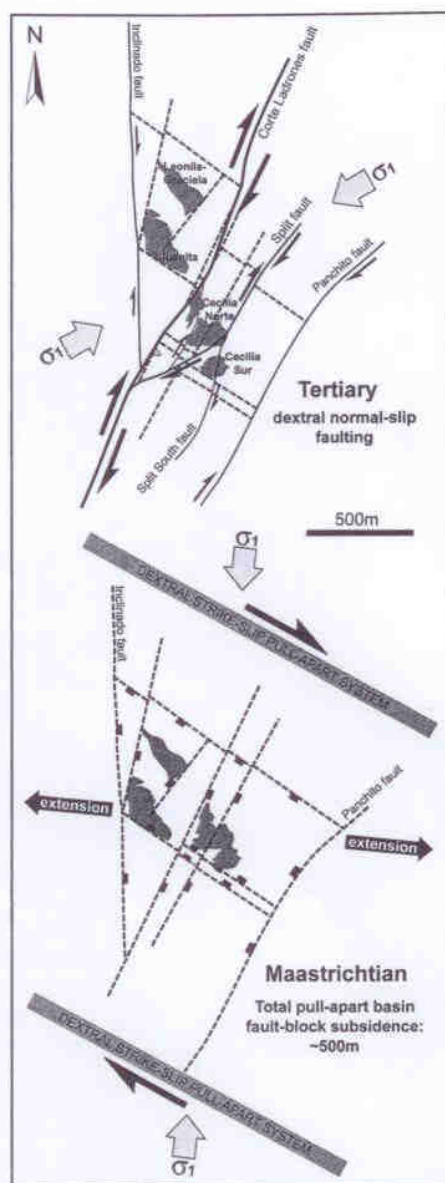 N
Inclinado fault
Corte Ladrones fault
Leonila-
Graciela
σ1
Split fault
Panchito fault
Juanita
Cecilia
Norte
σ1
Cecilia
Sur
Tertiary
dextral normal-slip
faulting
Split South fault
500m
σ1
DEXTRAL STRIKE-SLIP PULL-APART SYSTEM
Inclinado fault
Panchito fault
extension
extension
Maastrichtian
Total pull-apart basin
fault-block subsidence:
~500m
DEXTRAL STRIKE-SLIP PULL-APART SYSTEM
σ1